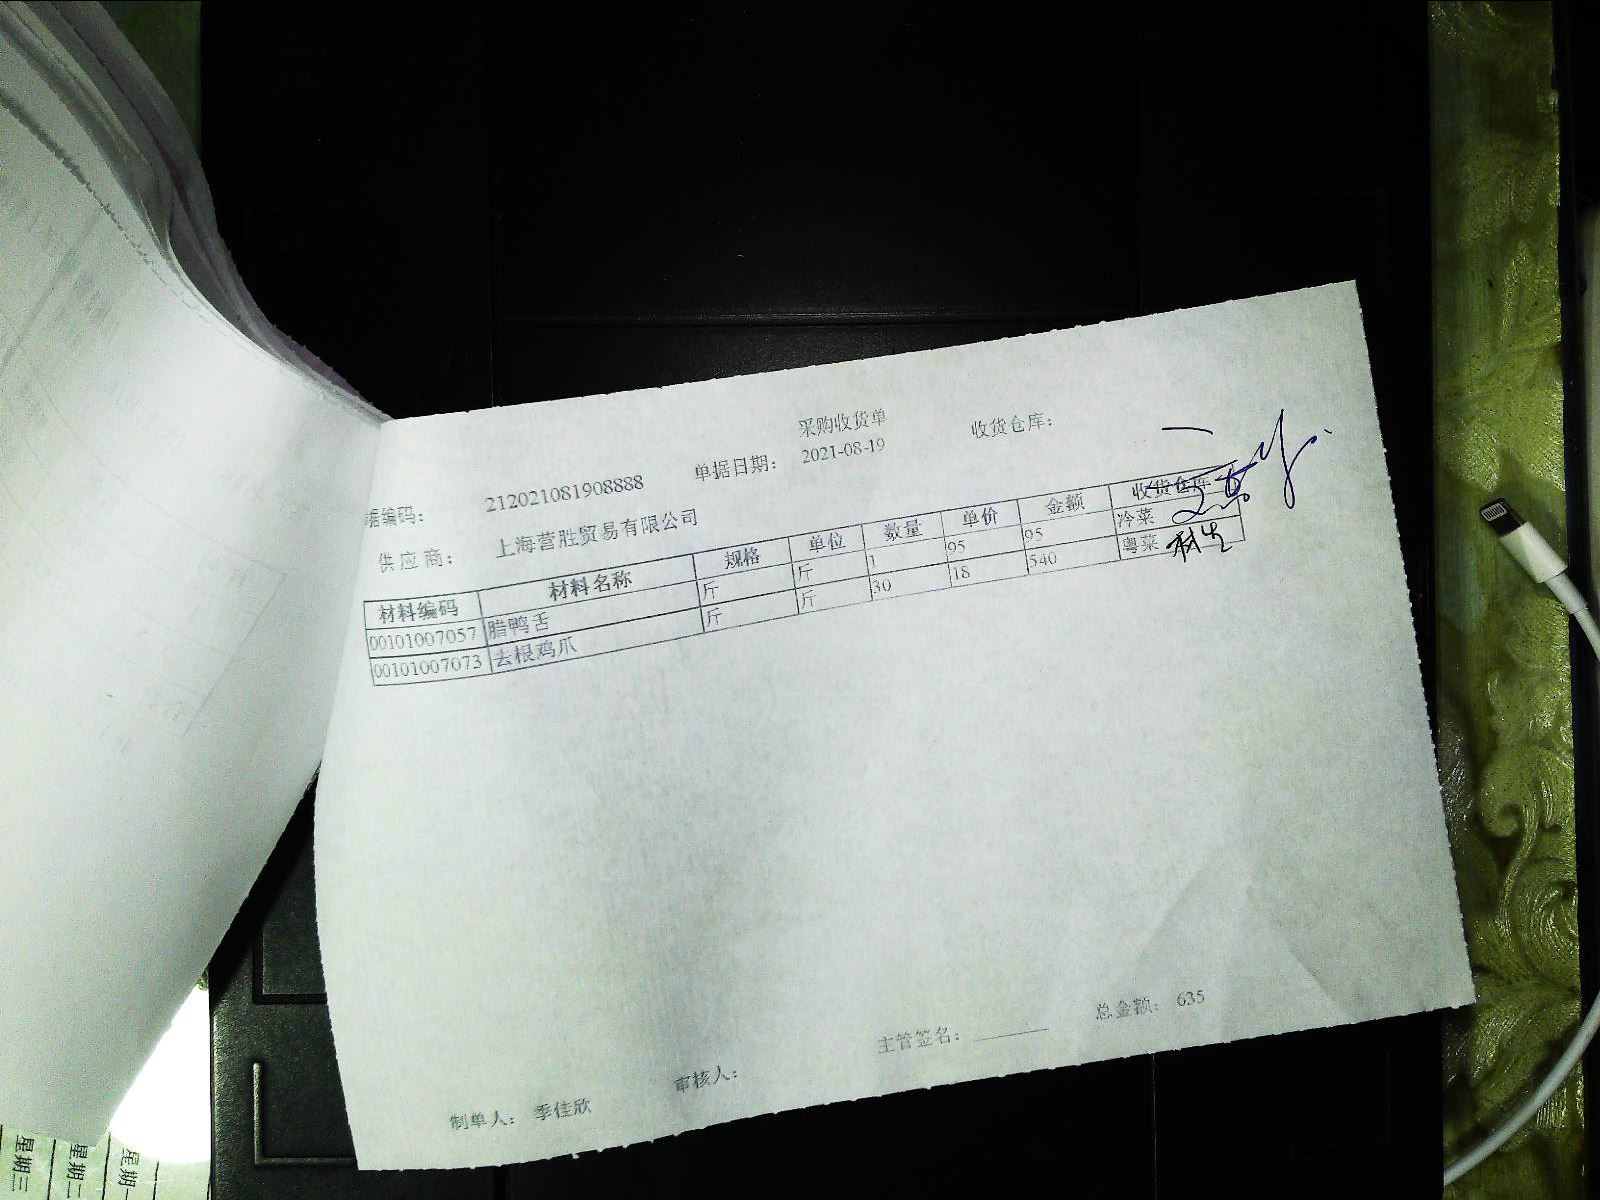 采购收货单
据编码： 212021081908888 单据日期： 2021-08-19 收货仓库：
供应商： 上海营胜贸易有限公司
材料编码 材料名称 规格 单位 数量 单价 金额 收货仓库
00101007057 腊鸭舌 斤 斤 1 95 95 冷菜
00101007073 去根鸡爪 斤 斤 30 18 540 粤菜
总金额： 635
主管签名：
审核人：
制单人： 季佳欣
星期一
星期二
星期三